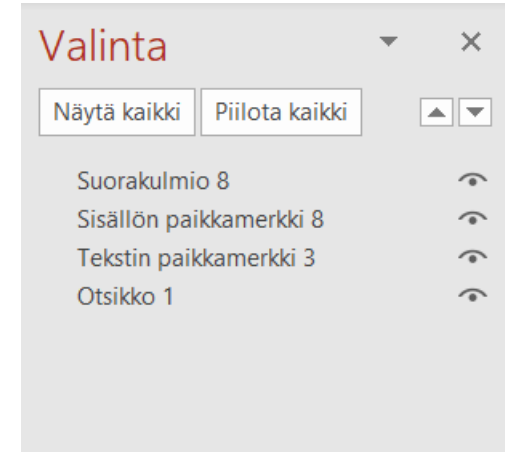 Valinta
Näytä kaikki Piilota kaikki
Suorakulmio 8
Sisällön paikkamerkki 8
Tekstin paikkamerkki 3
Otsikko 1